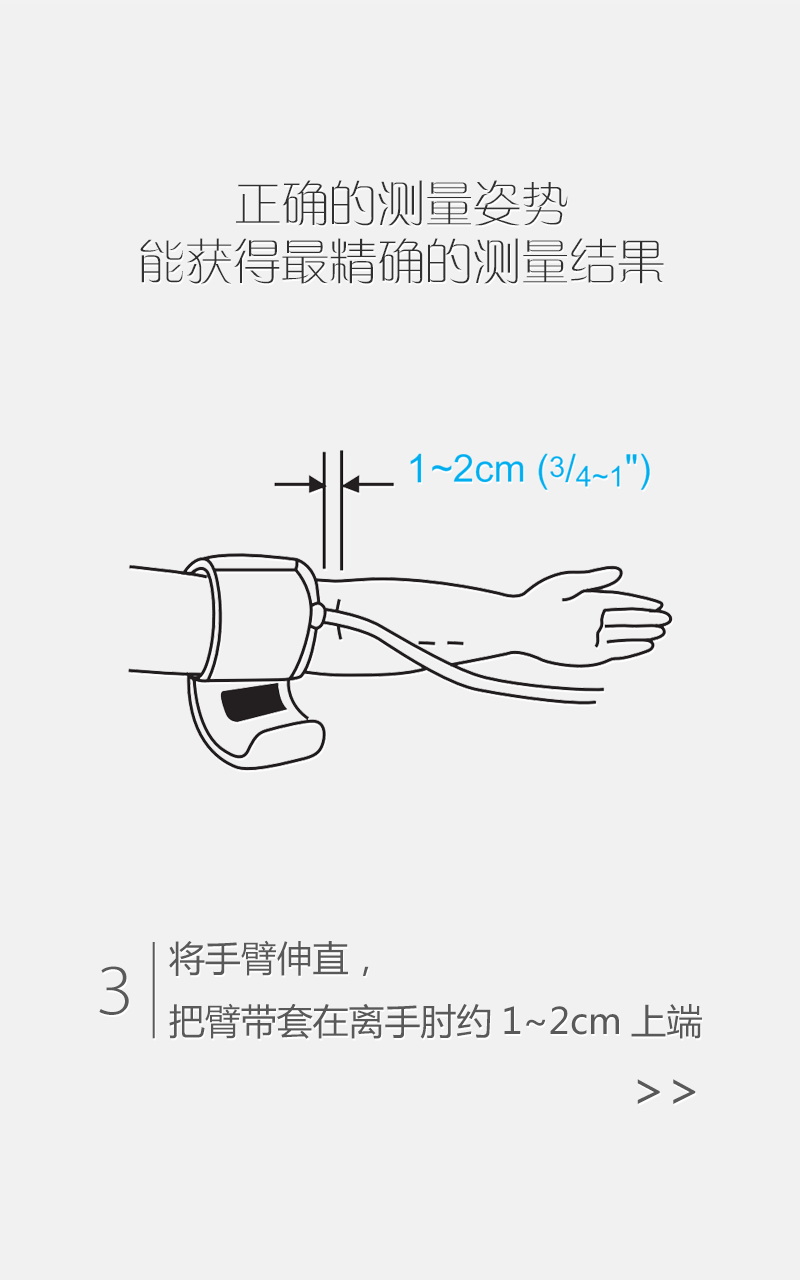 正确的测量姿势
能获得最精确的测量结果
1~2cm (3/4~1")
3
将手臂伸直，
把臂带套在离手肘约 1~2cm 上端
>>